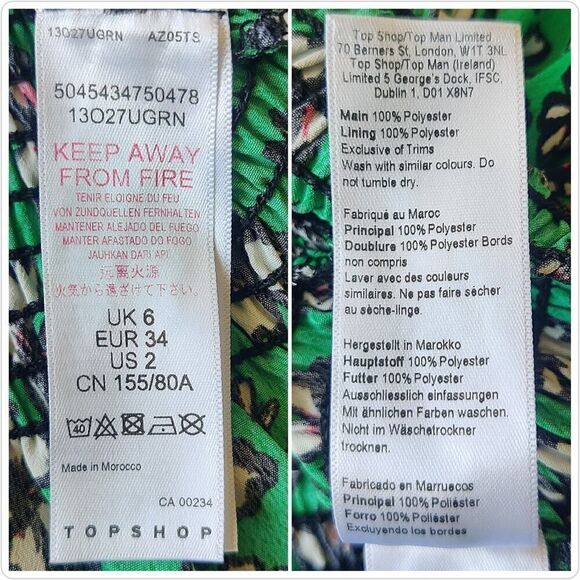 13O27UGRN AZ05TS
5045434750478
13O27UGRN
KEEP AWAY
FROM FIRE
TENIR ELOIGNE DU FEU
VON ZUNDQUELLEN FERNHALTEN
MANTENER ALEJADO DEL FUEGO
MANTER AFASTADO DO FOGO
JAUHKAN DARI API
远离火源
火気から遠ざけて下さい。
UK 6
EUR 34
US 2
CN 155/80A
40
Made in Morocco
CA 00234
TOPSHOP
Top Shop/Top Man Limited
70 Berners St, London, W1T 3NL
Top Shop/Top Man (Ireland)
Limited 5 George's Dock, IFSC,
Dublin 1, D01 X8N7
Main 100% Polyester
Lining 100% Polyester
Exclusive of Trims
Wash with similar colours. Do
not tumble dry.
Fabriqué au Maroc
Principal 100% Polyester
Doublure 100% Polyester Bords
non compris
Laver avec des couleurs
similaires. Ne pas faire sécher
au sèche-linge.
Hergestellt in Marokko
Hauptstoff 100% Polyester
Futter 100% Polyester
Ausschliesslich einfassungen
Mit ähnlichen Farben waschen.
Nicht im Wäschetrockner
trocknen.
Fabricado en Marruecos
Principal 100% Poliéster
Forro 100% Poliéster
Excluyendo los bordes